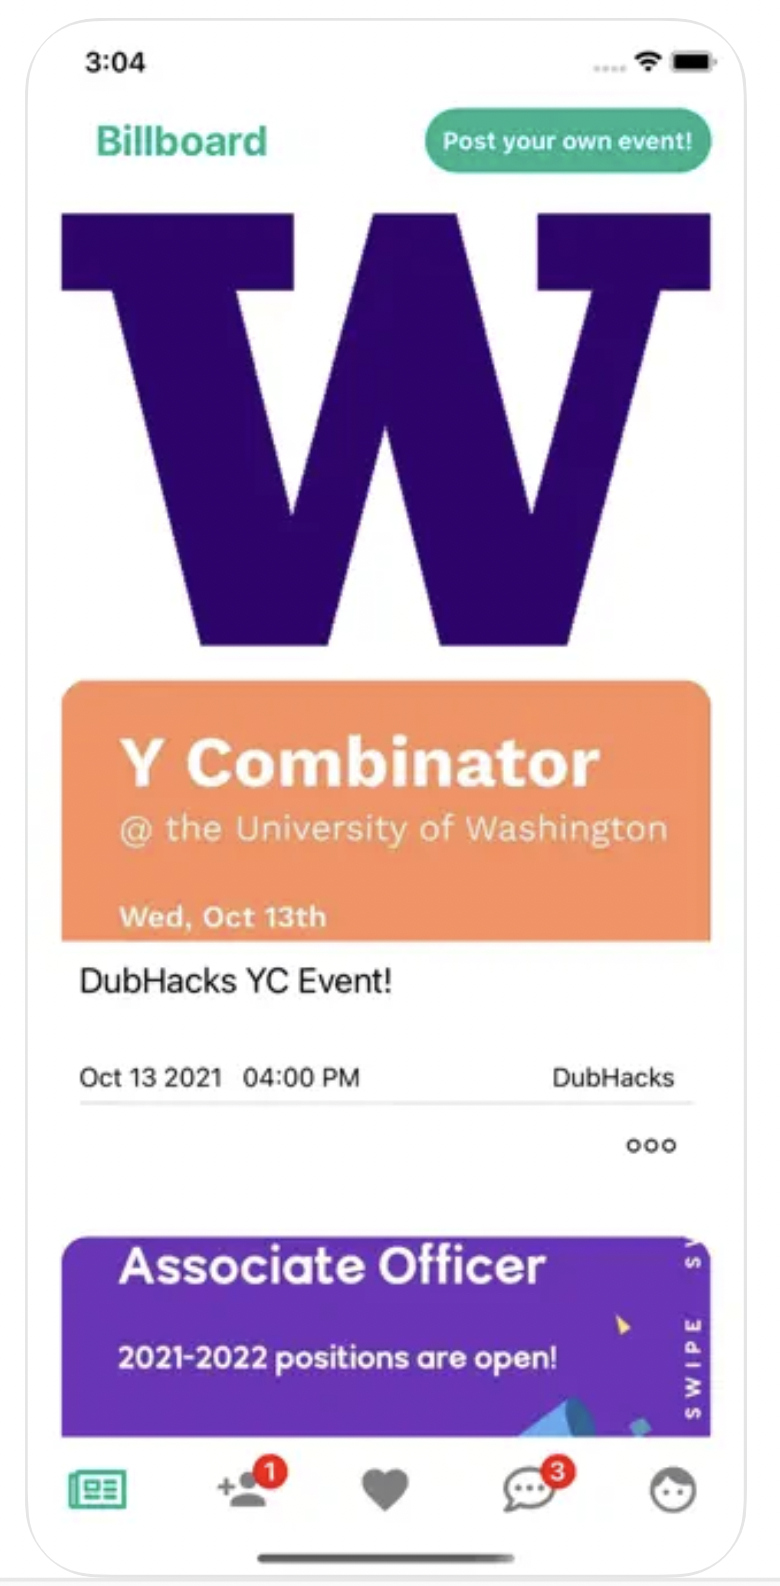 3:04
Billboard
Post your own event!
W
Y Combinator
@ the University of Washington
Wed, Oct 13th
DubHacks YC Event!
Oct 13 2021 04:00 PM DubHacks
Associate Officer
2021-2022 positions are open!
SWIPE
1
3